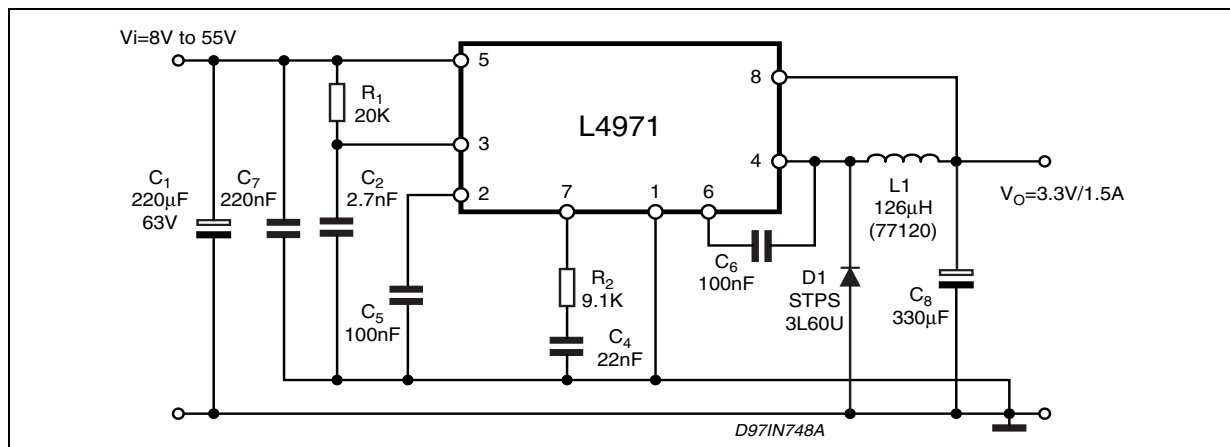 Vi=8V to 55V
5
8
R1
20K
L4971
3
4
C1
220μF
63V
C7
220nF
C2
2.7nF
2
7
1
6
L1
126μH
(77120)
VO=3.3V/1.5A
C6
100nF
R2
9.1K
D1
STPS
3L60U
C8
330μF
C5
100nF
C4
22nF
D97IN748A